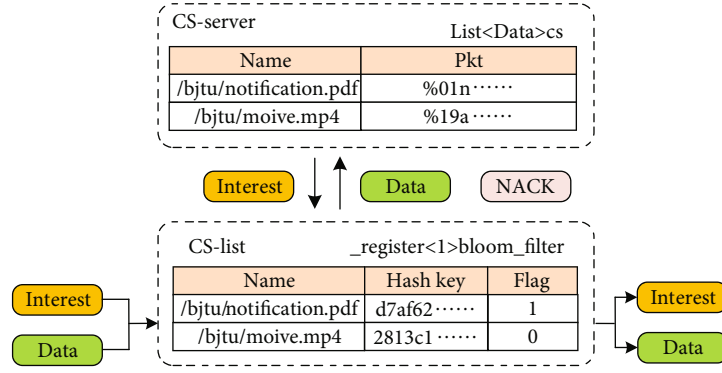 CS-server
List<Data>cs
Name Pkt
/bjtu/notification.pdf %01n······
/bjtu/moive.mp4 %19a······
Interest Data NACK
CS-list
_register<1>bloom_filter
Name Hash key Flag
/bjtu/notification.pdf d7af62······ 1
/bjtu/moive.mp4 2813c1······ 0
Interest
Data
Interest
Data